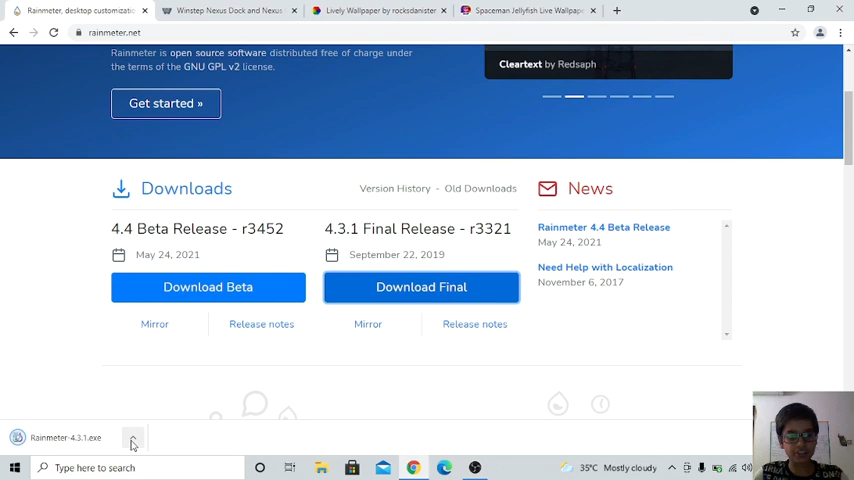 Rainmeter, desktop customizatio
Winstep Nexus Dock and Nexus
Lively Wallpaper by rocksdanister
Spaceman Jellyfish Live Wallpape
rainmeter.net
Rainmeter is open source software distributed free of charge under
the terms of the GNU GPL v2 license.
Get started »
Cleartext by Redsaph
Downloads
Version History - Old Downloads
News
4.4 Beta Release - r3452
4.3.1 Final Release - r3321
May 24, 2021
September 22, 2019
Download Beta
Download Final
Mirror
Release notes
Mirror
Release notes
Rainmeter 4.4 Beta Release
May 24, 2021
Need Help with Localization
November 6, 2017
Rainmeter-4.3.1.exe
Type here to search
35°C Mostly cloudy